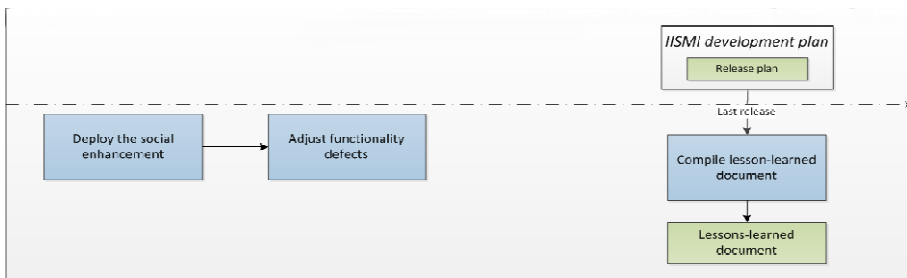 IISMI development plan
Release plan
Last release
Deploy the social
enhancement
Adjust functionality
defects
Compile lesson-learned
document
Lessons-learned
document